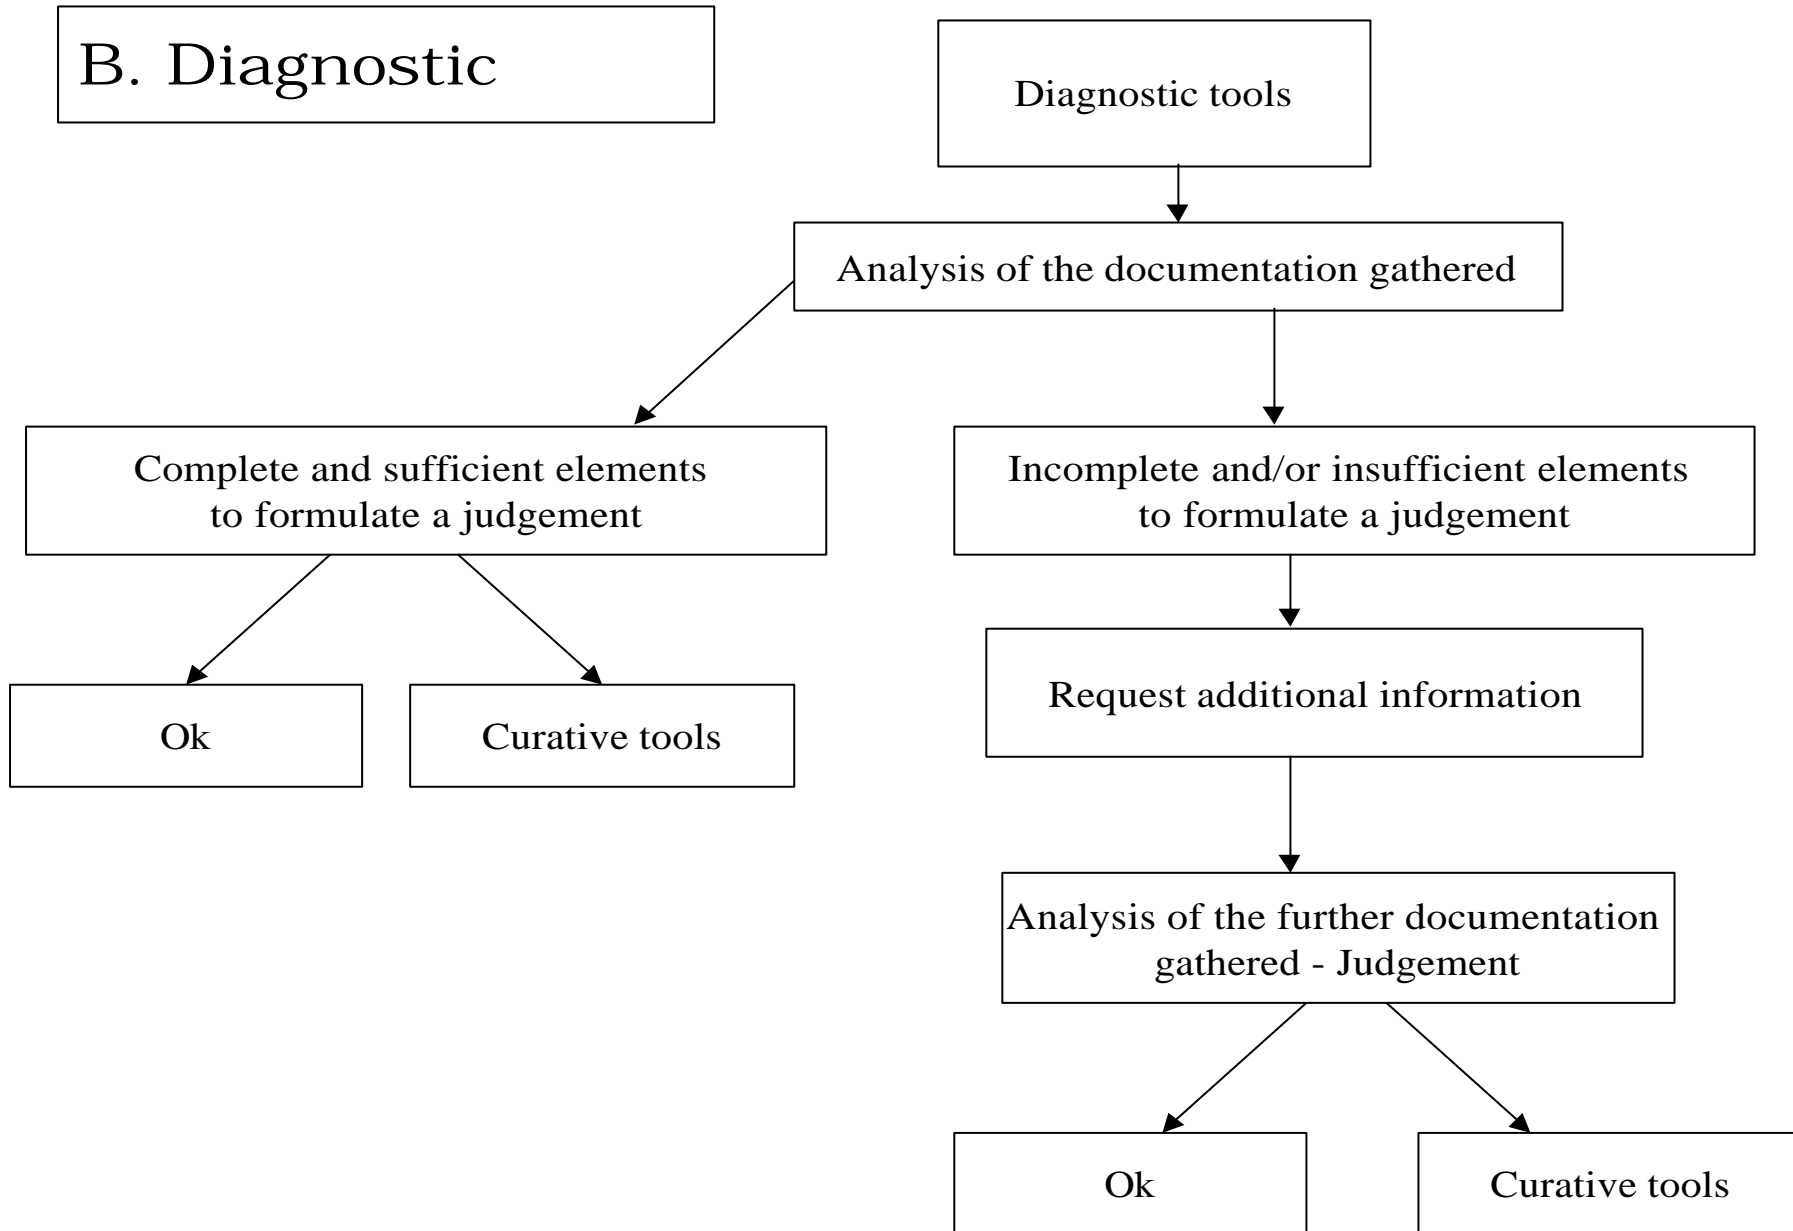 B. Diagnostic
Diagnostic tools
Analysis of the documentation gathered
Complete and sufficient elements
to formulate a judgement
Incomplete and/or insufficient elements
to formulate a judgement
Request additional information
Ok
Curative tools
Analysis of the further documentation
gathered - Judgement
Ok
Curative tools